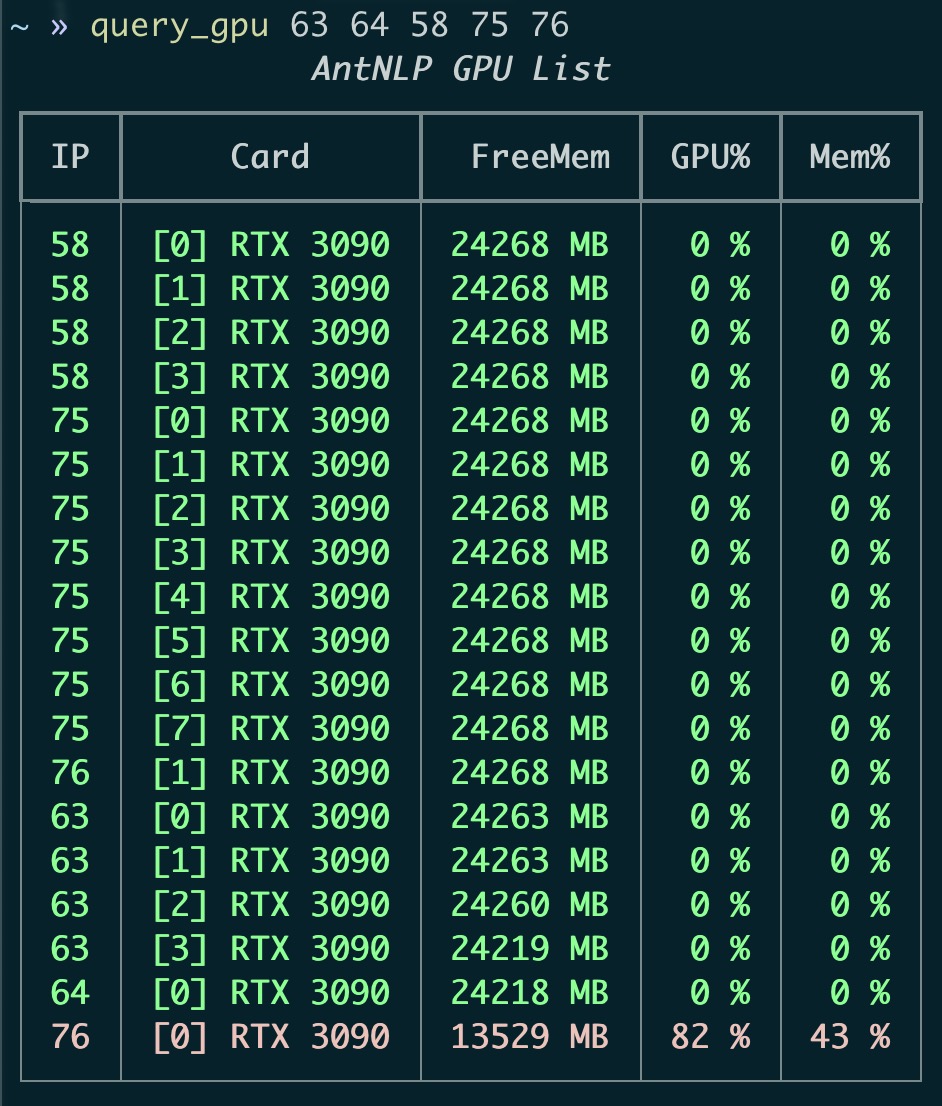 ~ » query_gpu 63 64 58 75 76
AntNLP GPU List
IP Card FreeMem GPU% Mem%
58 [0] RTX 3090 24268 MB 0 % 0 %
58 [1] RTX 3090 24268 MB 0 % 0 %
58 [2] RTX 3090 24268 MB 0 % 0 %
58 [3] RTX 3090 24268 MB 0 % 0 %
75 [0] RTX 3090 24268 MB 0 % 0 %
75 [1] RTX 3090 24268 MB 0 % 0 %
75 [2] RTX 3090 24268 MB 0 % 0 %
75 [3] RTX 3090 24268 MB 0 % 0 %
75 [4] RTX 3090 24268 MB 0 % 0 %
75 [5] RTX 3090 24268 MB 0 % 0 %
75 [6] RTX 3090 24268 MB 0 % 0 %
75 [7] RTX 3090 24268 MB 0 % 0 %
76 [1] RTX 3090 24268 MB 0 % 0 %
63 [0] RTX 3090 24263 MB 0 % 0 %
63 [1] RTX 3090 24263 MB 0 % 0 %
63 [2] RTX 3090 24260 MB 0 % 0 %
63 [3] RTX 3090 24219 MB 0 % 0 %
64 [0] RTX 3090 24218 MB 0 % 0 %
76 [0] RTX 3090 13529 MB 82 % 43 %